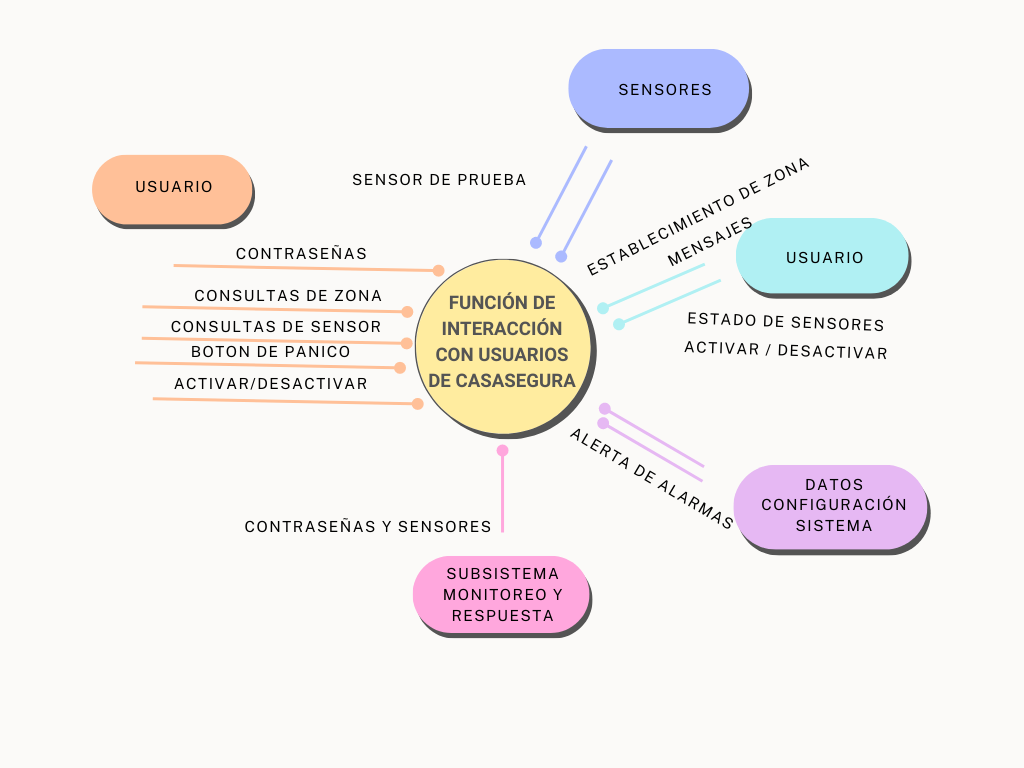 SENSORES
USUARIO
SENSOR DE PRUEBA
ESTABLECIMIENTO DE ZONA
MENSAJES
USUARIO
CONTRASEÑAS
CONSULTAS DE ZONA
CONSULTAS DE SENSOR
BOTON DE PANICO
ACTIVAR/DESACTIVAR
FUNCIÓN DE
INTERACCIÓN
CON USUARIOS
DE CASASEGURA
ESTADO DE SENSORES
ACTIVAR / DESACTIVAR
ALERTA DE ALARMAS
DATOS
CONFIGURACIÓN
SISTEMA
CONTRASEÑAS Y SENSORES
SUBSISTEMA
MONITOREO Y
RESPUESTA